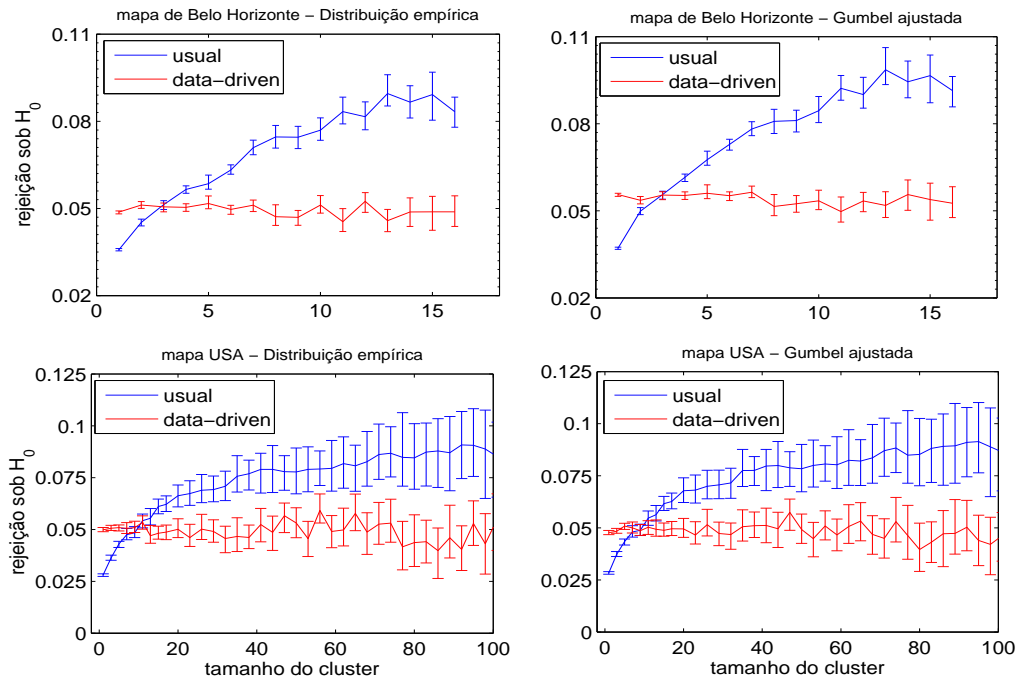 mapa de Belo Horizonte − Distribuição empírica
0.11
usual
data−driven
0.08
0.05
0.02
rejeição sob H0
0 5 10 15
mapa de Belo Horizonte − Gumbel ajustada
0.11
usual
data−driven
0.08
0.05
0.02
0 5 10 15
mapa USA − Distribuição empírica
0.125
usual
data−driven
0.1
0.075
0.05
0.025
0
rejeição sob H0
0 20 40 60 80 100
tamanho do cluster
mapa USA − Gumbel ajustada
0.125
usual
data−driven
0.1
0.075
0.05
0.025
0
0 20 40 60 80 100
tamanho do cluster